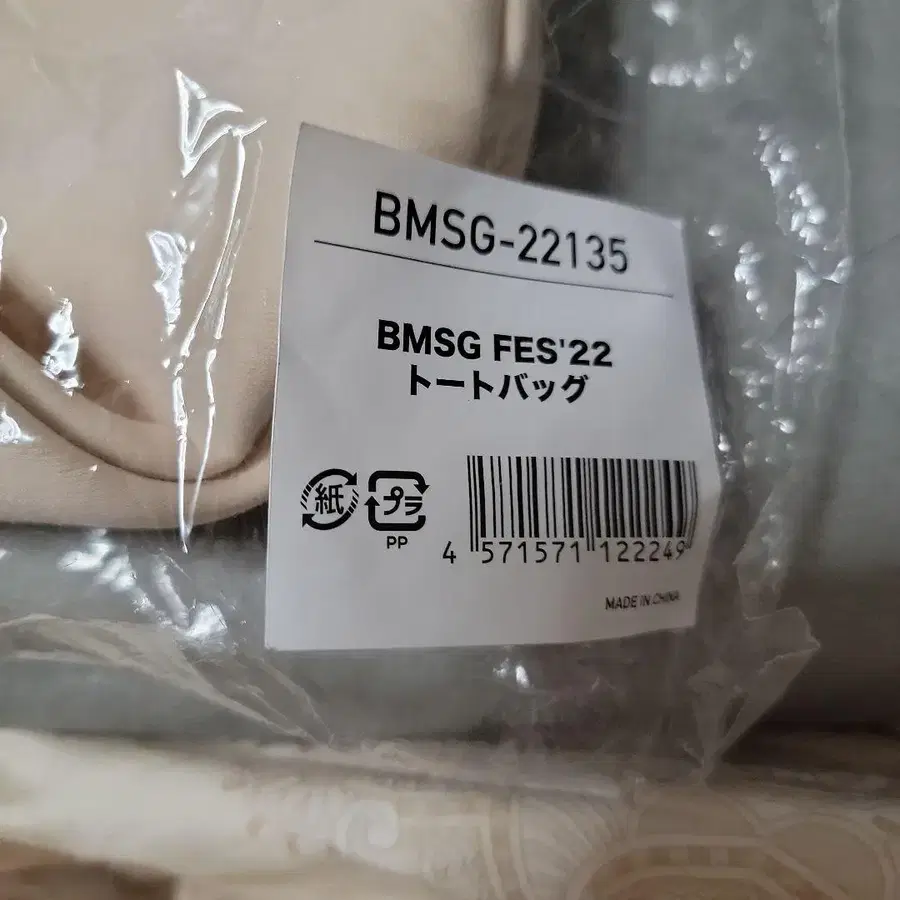 BMSG-22135
BMSG FES'22
トートバッグ
紙
プラ
PP
4 571571 122249
MADE IN CHINA